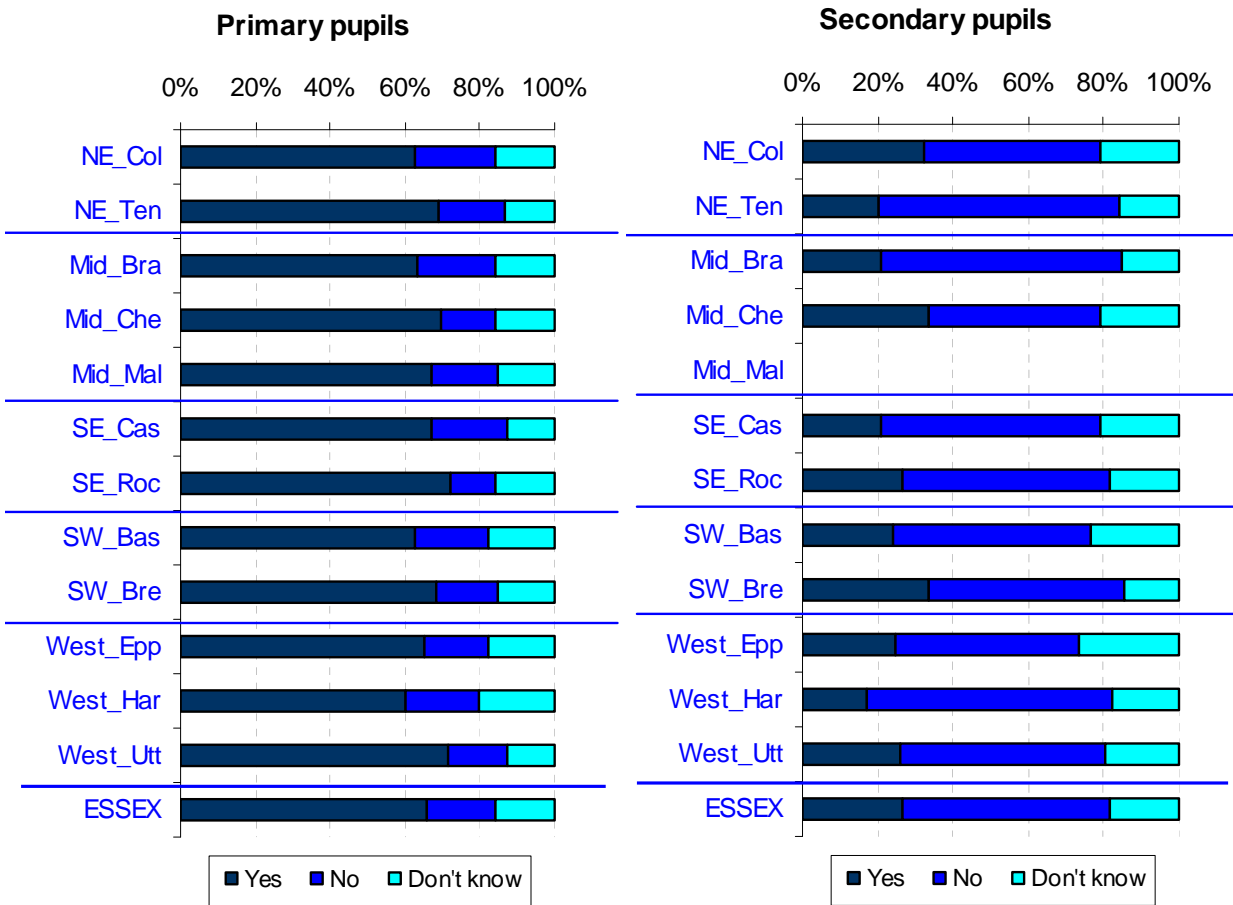 Primary pupils
0% 20% 40% 60% 80% 100%
NE_Col
NE_Ten
Mid_Bra
Mid_Che
Mid_Mal
SE_Cas
SE_Roc
SW_Bas
SW_Bre
West_Epp
West_Har
West_Utt
ESSEX
Yes No Don't know
Secondary pupils
0% 20% 40% 60% 80% 100%
NE_Col
NE_Ten
Mid_Bra
Mid_Che
Mid_Mal
SE_Cas
SE_Roc
SW_Bas
SW_Bre
West_Epp
West_Har
West_Utt
ESSEX
Yes No Don't know